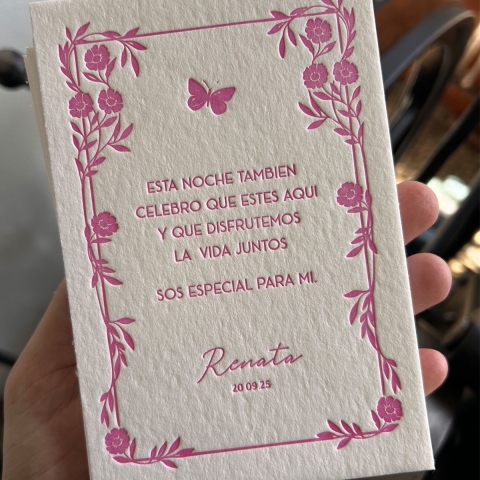 ESTA NOCHE TAMBIEN
CELEBRO QUE ESTES AQUI
Y QUE DISFRUTEMOS
LA VIDA JUNTOS
SOS ESPECIAL PARA MI.
Renata
20 09 25